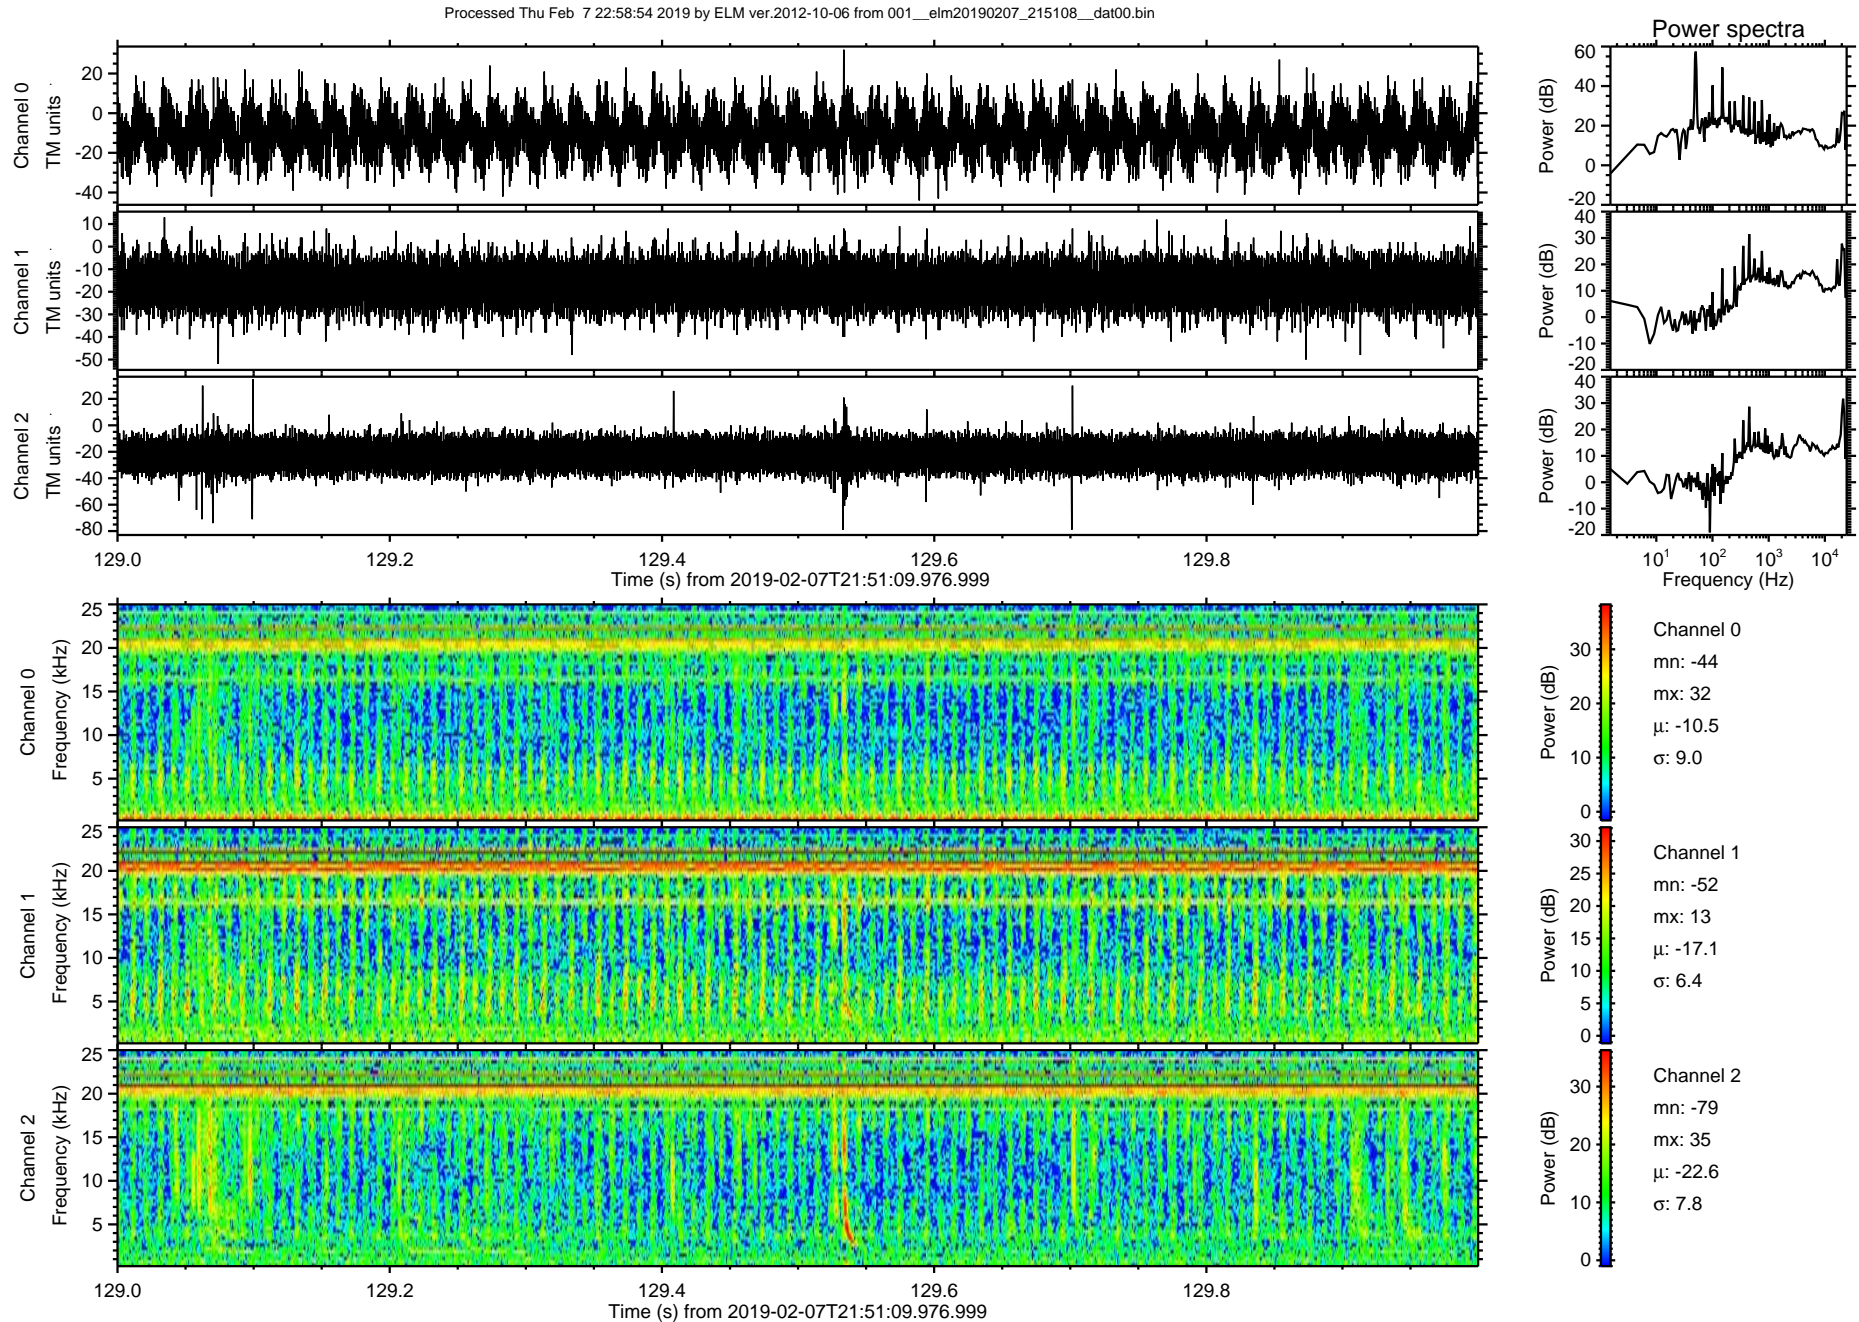 Processed Thu Feb  7 22:58:54 2019 by ELM ver.2012-10-06 from 001__elm20190207_215108__dat00.bin
Power spectra
Channel 0
TM units
20
0
-20
-40
Power (dB)
60
40
20
0
-20
Channel 1
TM units
10
0
-10
-20
-30
-40
-50
Power (dB)
40
30
20
10
0
-10
-20
Channel 2
TM units
20
0
-20
-40
-60
-80
Power (dB)
40
30
20
10
0
-10
-20
129.0 129.2 129.4 129.6 129.8
Time (s) from 2019-02-07T21:51:09.976.999
10^1 10^2 10^3 10^4
Frequency (Hz)
Channel 0
Frequency (kHz)
25
20
15
10
5
Power (dB)
30
20
10
0
Channel 0
mn: -44
mx: 32
μ: -10.5
σ: 9.0
Channel 1
Frequency (kHz)
25
20
15
10
5
Power (dB)
30
25
20
15
10
5
0
Channel 1
mn: -52
mx: 13
μ: -17.1
σ: 6.4
Channel 2
Frequency (kHz)
25
20
15
10
5
Power (dB)
30
20
10
0
Channel 2
mn: -79
mx: 35
μ: -22.6
σ: 7.8
129.0 129.2 129.4 129.6 129.8
Time (s) from 2019-02-07T21:51:09.976.999